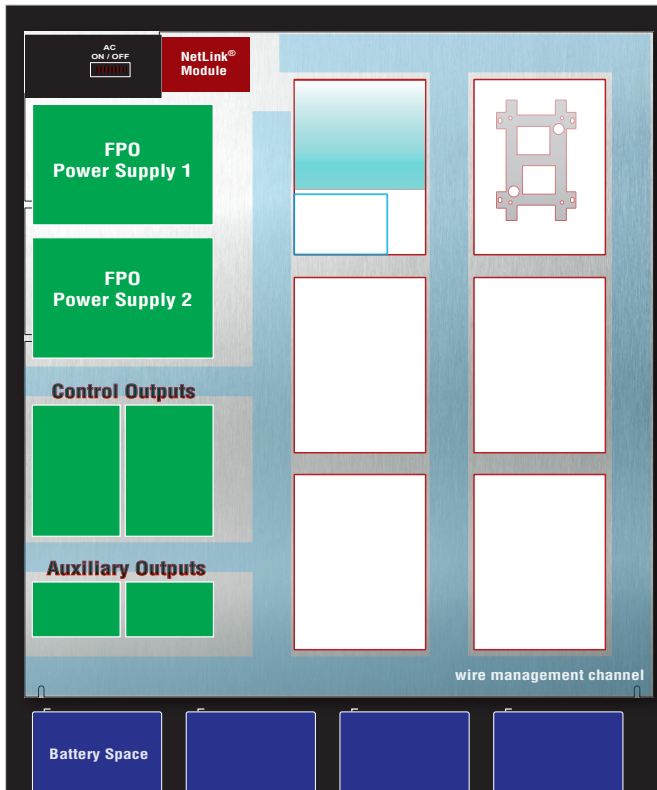 AC
ON / OFF
NetLink®
Module
FPO
Power Supply 1
FPO
Power Supply 2
Control Outputs
Auxiliary Outputs
wire management channel
Battery Space